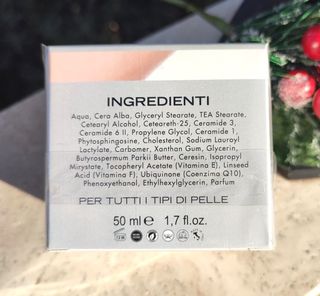 INGREDIENTI
Aqua, Cera Alba, Glyceryl Stearate, TEA Stearate,
Cetearyl Alcohol, Ceteareth-25, Ceramide 3,
Ceramide 6 II, Propylene Glycol, Ceramide 1,
Phytosphingosine, Cholesterol, Sodium Lauroyl
Lactylate, Carbomer, Xanthan Gum, Glycerin,
Butyrospermum Parkii Butter, Ceresin, Isopropyl
Myristate, Tocopheryl Acetate (Vitamina E), Linseed
Acid (Vitamina F), Ubiquinone (Coenzima Q10),
Phenoxyethanol, Ethylhexylglycerin, Parfum
PER TUTTI I TIPI DI PELLE
50 ml ℮ 1,7 fl.oz.